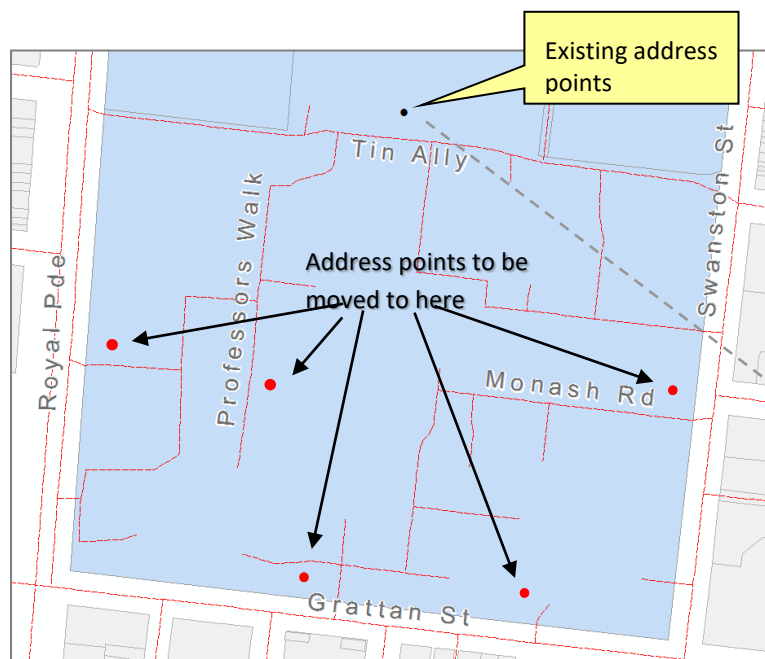 Existing address
points
Tin Ally
Swanston St
Professors Walk
Address points to be
moved to here
Royal Pde
Monash Rd
Grattan St